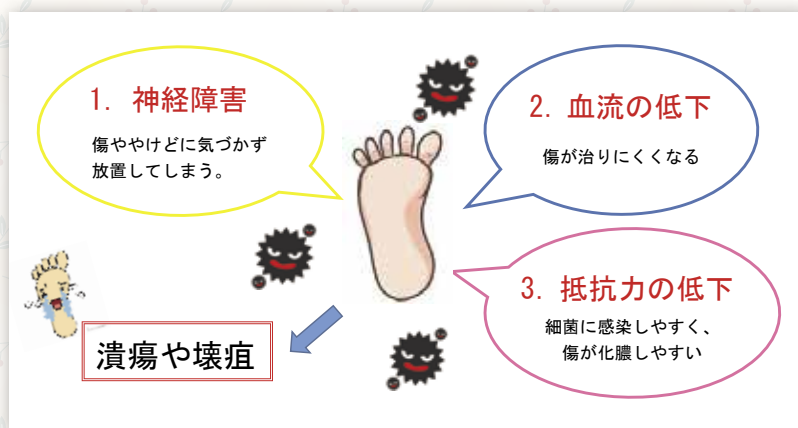 1. 神経障害
傷ややけどに気づかず
放置してしまう。
2. 血流の低下
傷が治りにくくなる
3. 抵抗力の低下
細菌に感染しやすく、
傷が化膿しやすい
潰瘍や壊疽